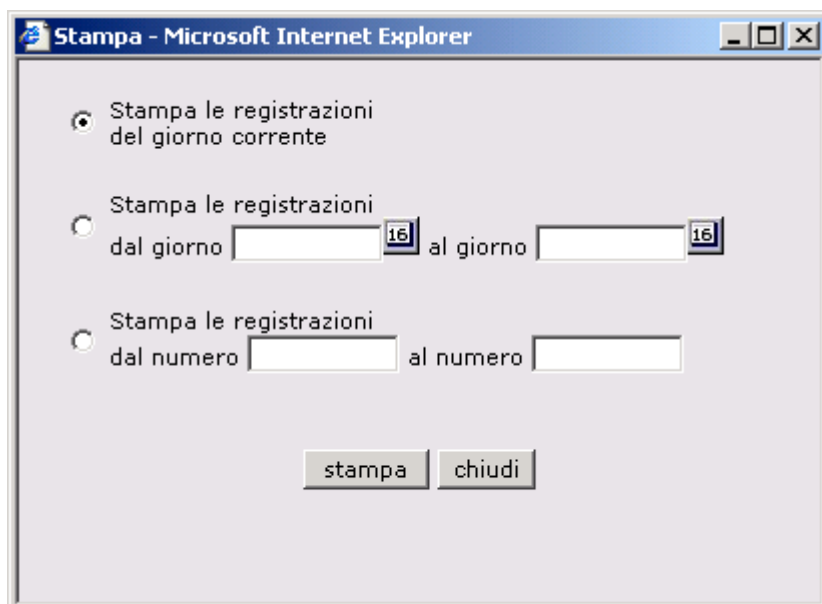 Stampa - Microsoft Internet Explorer
Stampa le registrazioni
del giorno corrente
Stampa le registrazioni
dal giorno 16 al giorno 16
Stampa le registrazioni
dal numero al numero
stampa chiudi